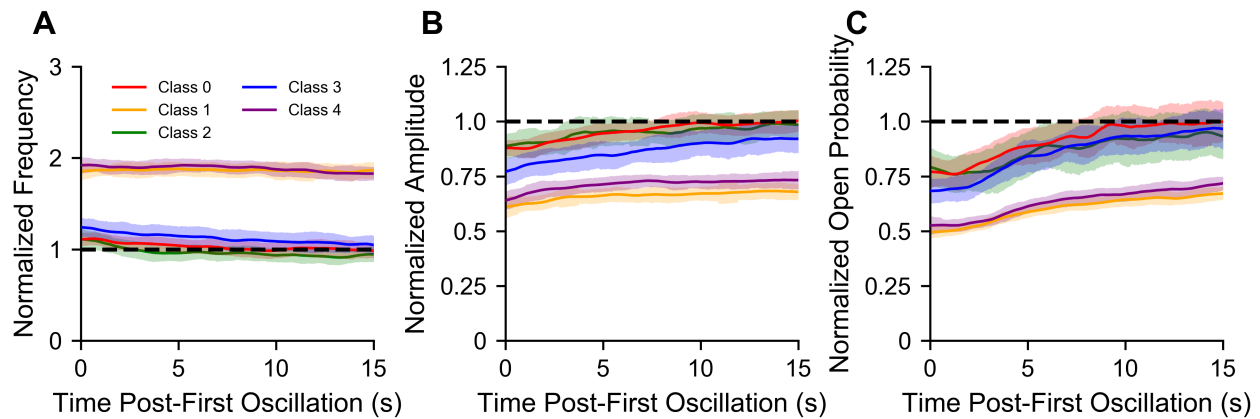 A
Normalized Frequency
3
2
1
0
Class 0
Class 1
Class 2
Class 3
Class 4
0
5
10
15
Time Post-First Oscillation (s)
B
Normalized Amplitude
1.25
1.0
0.75
0.5
0.25
0
0
5
10
15
Time Post-First Oscillation (s)
C
Normalized Open Probability
1.25
1.0
0.75
0.5
0.25
0
0
5
10
15
Time Post-First Oscillation (s)